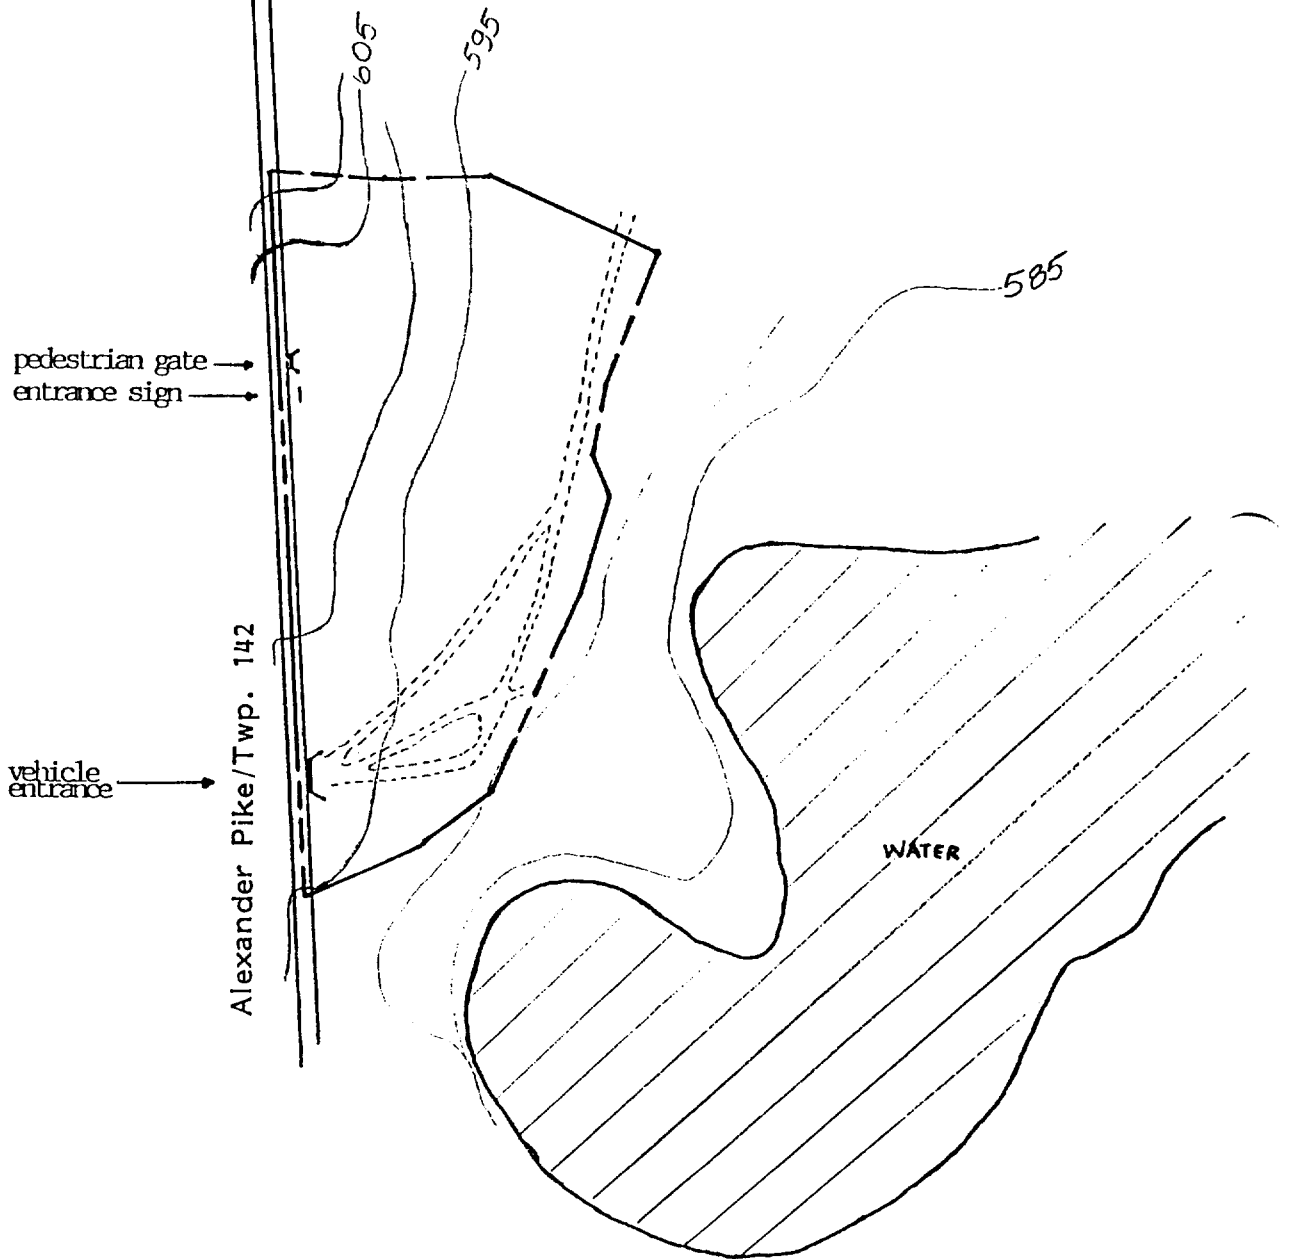 605
595
585
pedestrian gate
entrance sign
Alexander Pike/Twp. 142
vehicle
entrance
WATER